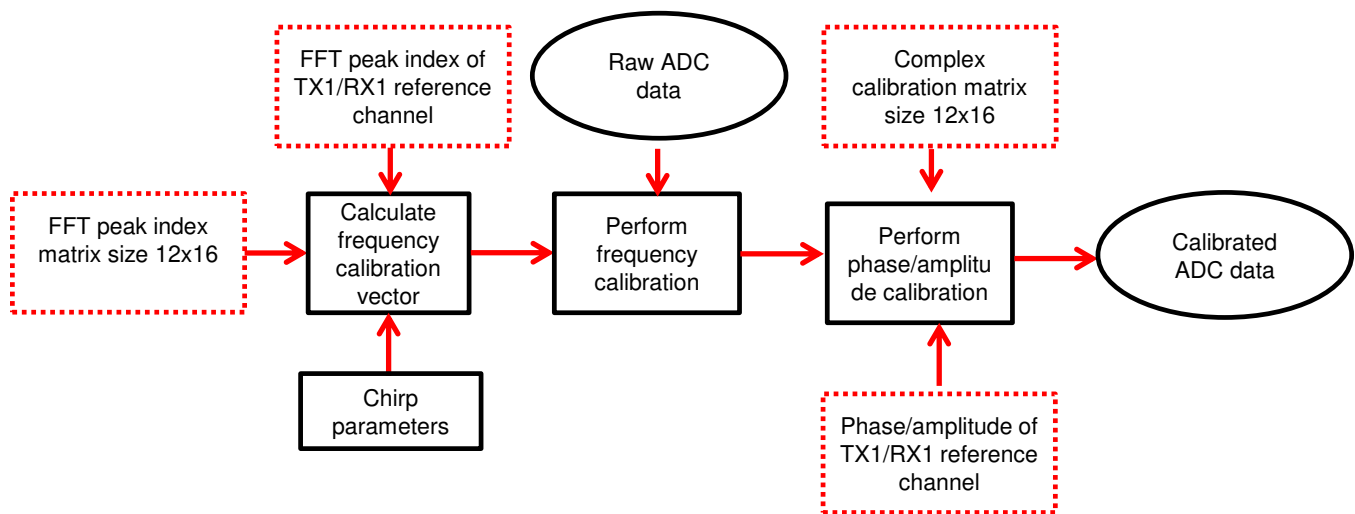 FFT peak index of
TX1/RX1 reference
channel
Raw ADC
data
Complex
calibration matrix
size 12x16
FFT peak index
matrix size 12x16
Calculate
frequency
calibration
vector
Perform
frequency
calibration
Perform
phase/amplitu
de calibration
Calibrated
ADC data
Chirp
parameters
Phase/amplitude of
TX1/RX1 reference
channel